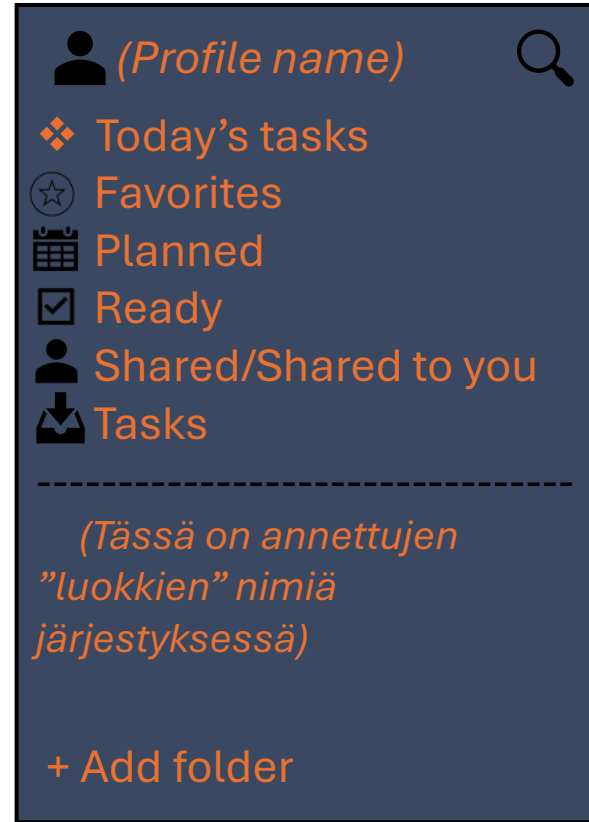 (Profile name)
❖ Today’s tasks
Favorites
Planned
Ready
Shared/Shared to you
Tasks
---------------------------------
(Tässä on annettujen
”luokkien” nimiä
järjestyksessä)
+ Add folder